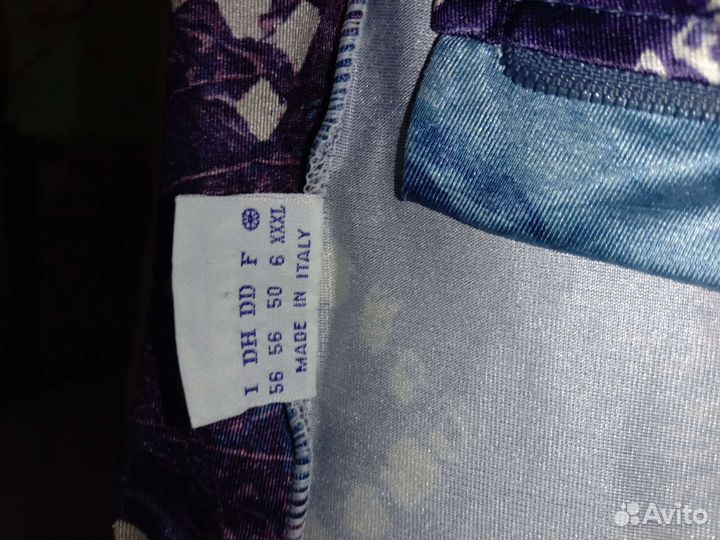 I DH DD F
56 56 50 6 XXXL
MADE IN ITALY
Avito